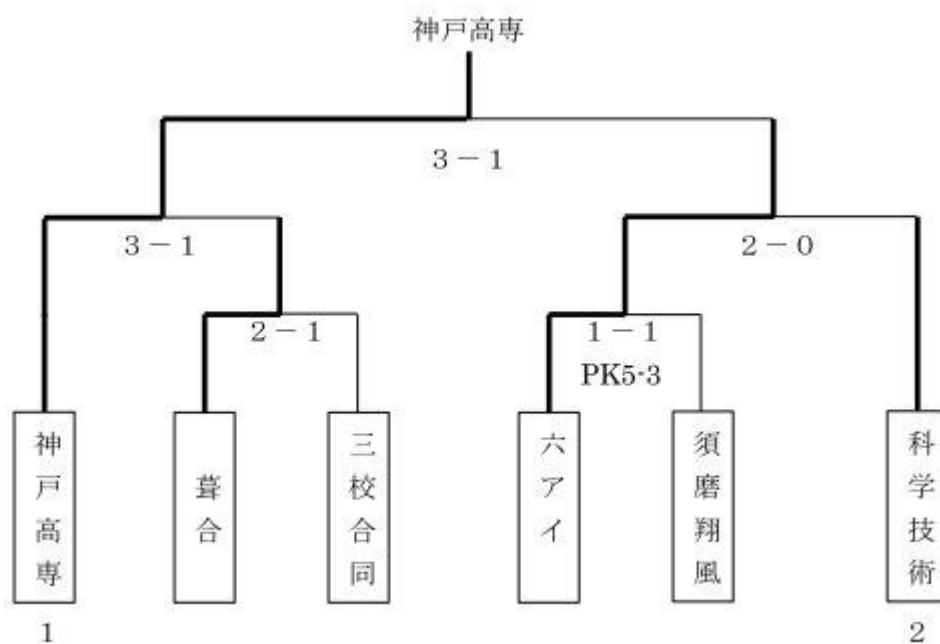 神戸高専
3－1
3－1
2－0
2－1
1－1
PK5-3
神戸高専
葺合
三校合同
六アイ
須磨翔風
科学技術
1
2